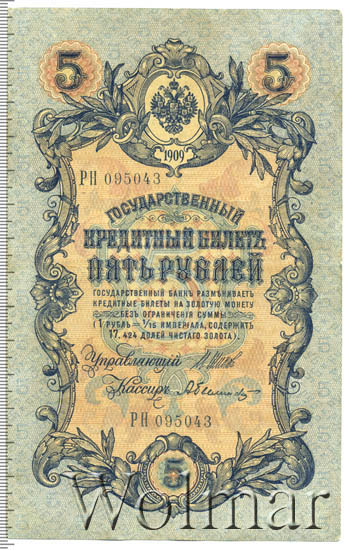 5 5
1909
РН 095043
ГОСУДАРСТВЕННЫЙ
КРЕДИТНЫЙ БИЛЕТЪ
ПЯТЬ РУБЛЕЙ
ГОСУДАРСТВЕННЫЙ БАНКЪ РАЗМѢНИВАЕТЪ
КРЕДИТНЫЕ БИЛЕТЫ НА ЗОЛОТУЮ МОНЕТУ
БЕЗЪ ОГРАНИЧЕНІЯ СУММЫ
(1 РУБЛЬ = 1/15 ИМПЕРІАЛА, СОДЕРЖИТЪ
17,424 ДОЛЕЙ ЧИСТАГО ЗОЛОТА).
Управляющій
Кассиръ
РН 095043
5
Wolmar